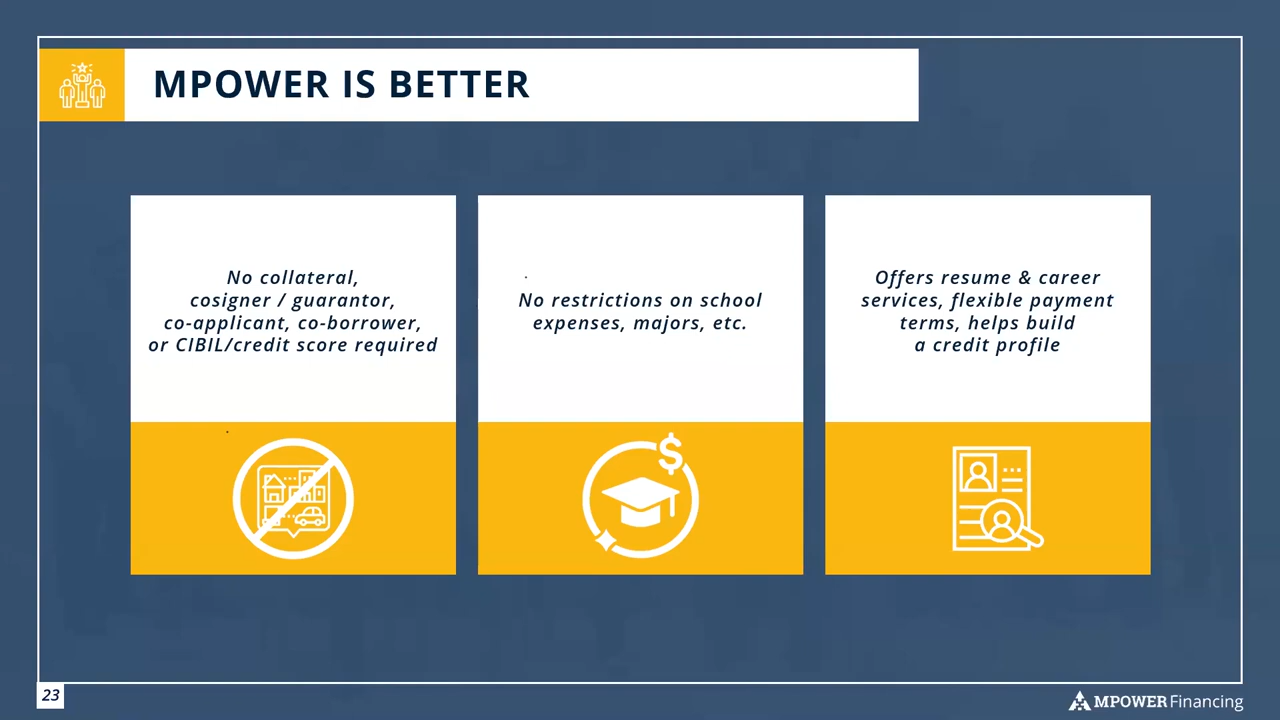 MPOWER IS BETTER
No collateral,
cosigner / guarantor,
co-applicant, co-borrower,
or CIBIL/credit score required
No restrictions on school
expenses, majors, etc.
Offers resume & career
services, flexible payment
terms, helps build
a credit profile
$
23
MPOWER Financing